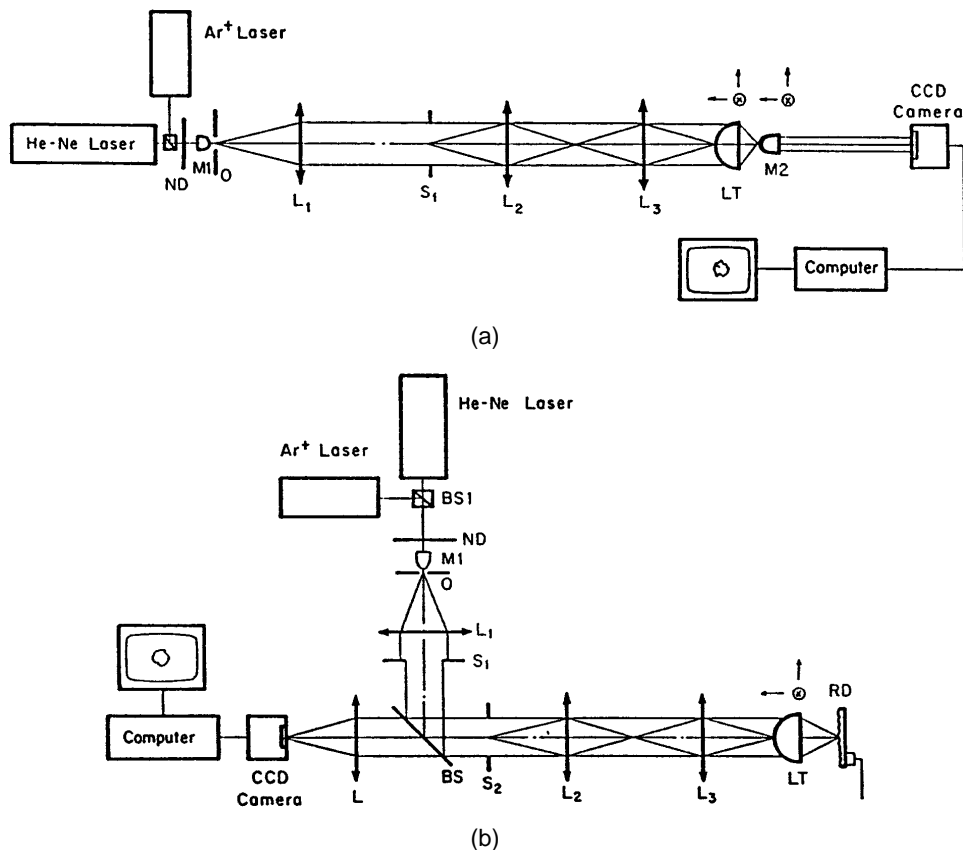 Ar+ Laser
He-Ne Laser
ND
M1
O
L1
S1
L2
L3
LT
M2
CCD
Camera
Computer
(a)
He-Ne Laser
Ar+ Laser
BS1
ND
M1
O
L1
S1
Computer
CCD
Camera
L
BS
S2
L2
L3
LT
RD
(b)